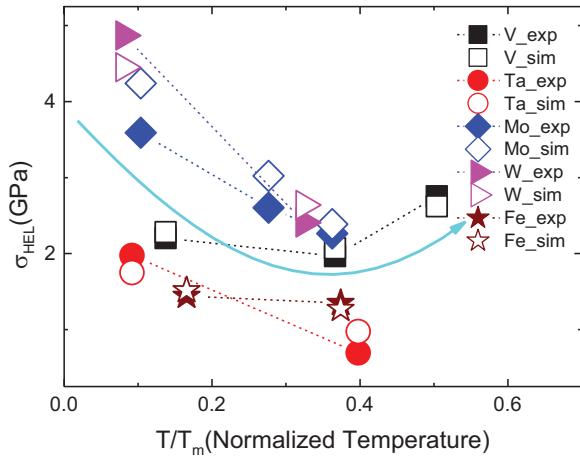 4
2
σHEL(GPa)
V_exp
V_sim
Ta_exp
Ta_sim
Mo_exp
Mo_sim
W_exp
W_sim
Fe_exp
Fe_sim
0.0 0.2 0.4 0.6
T/Tm(Normalized Temperature)